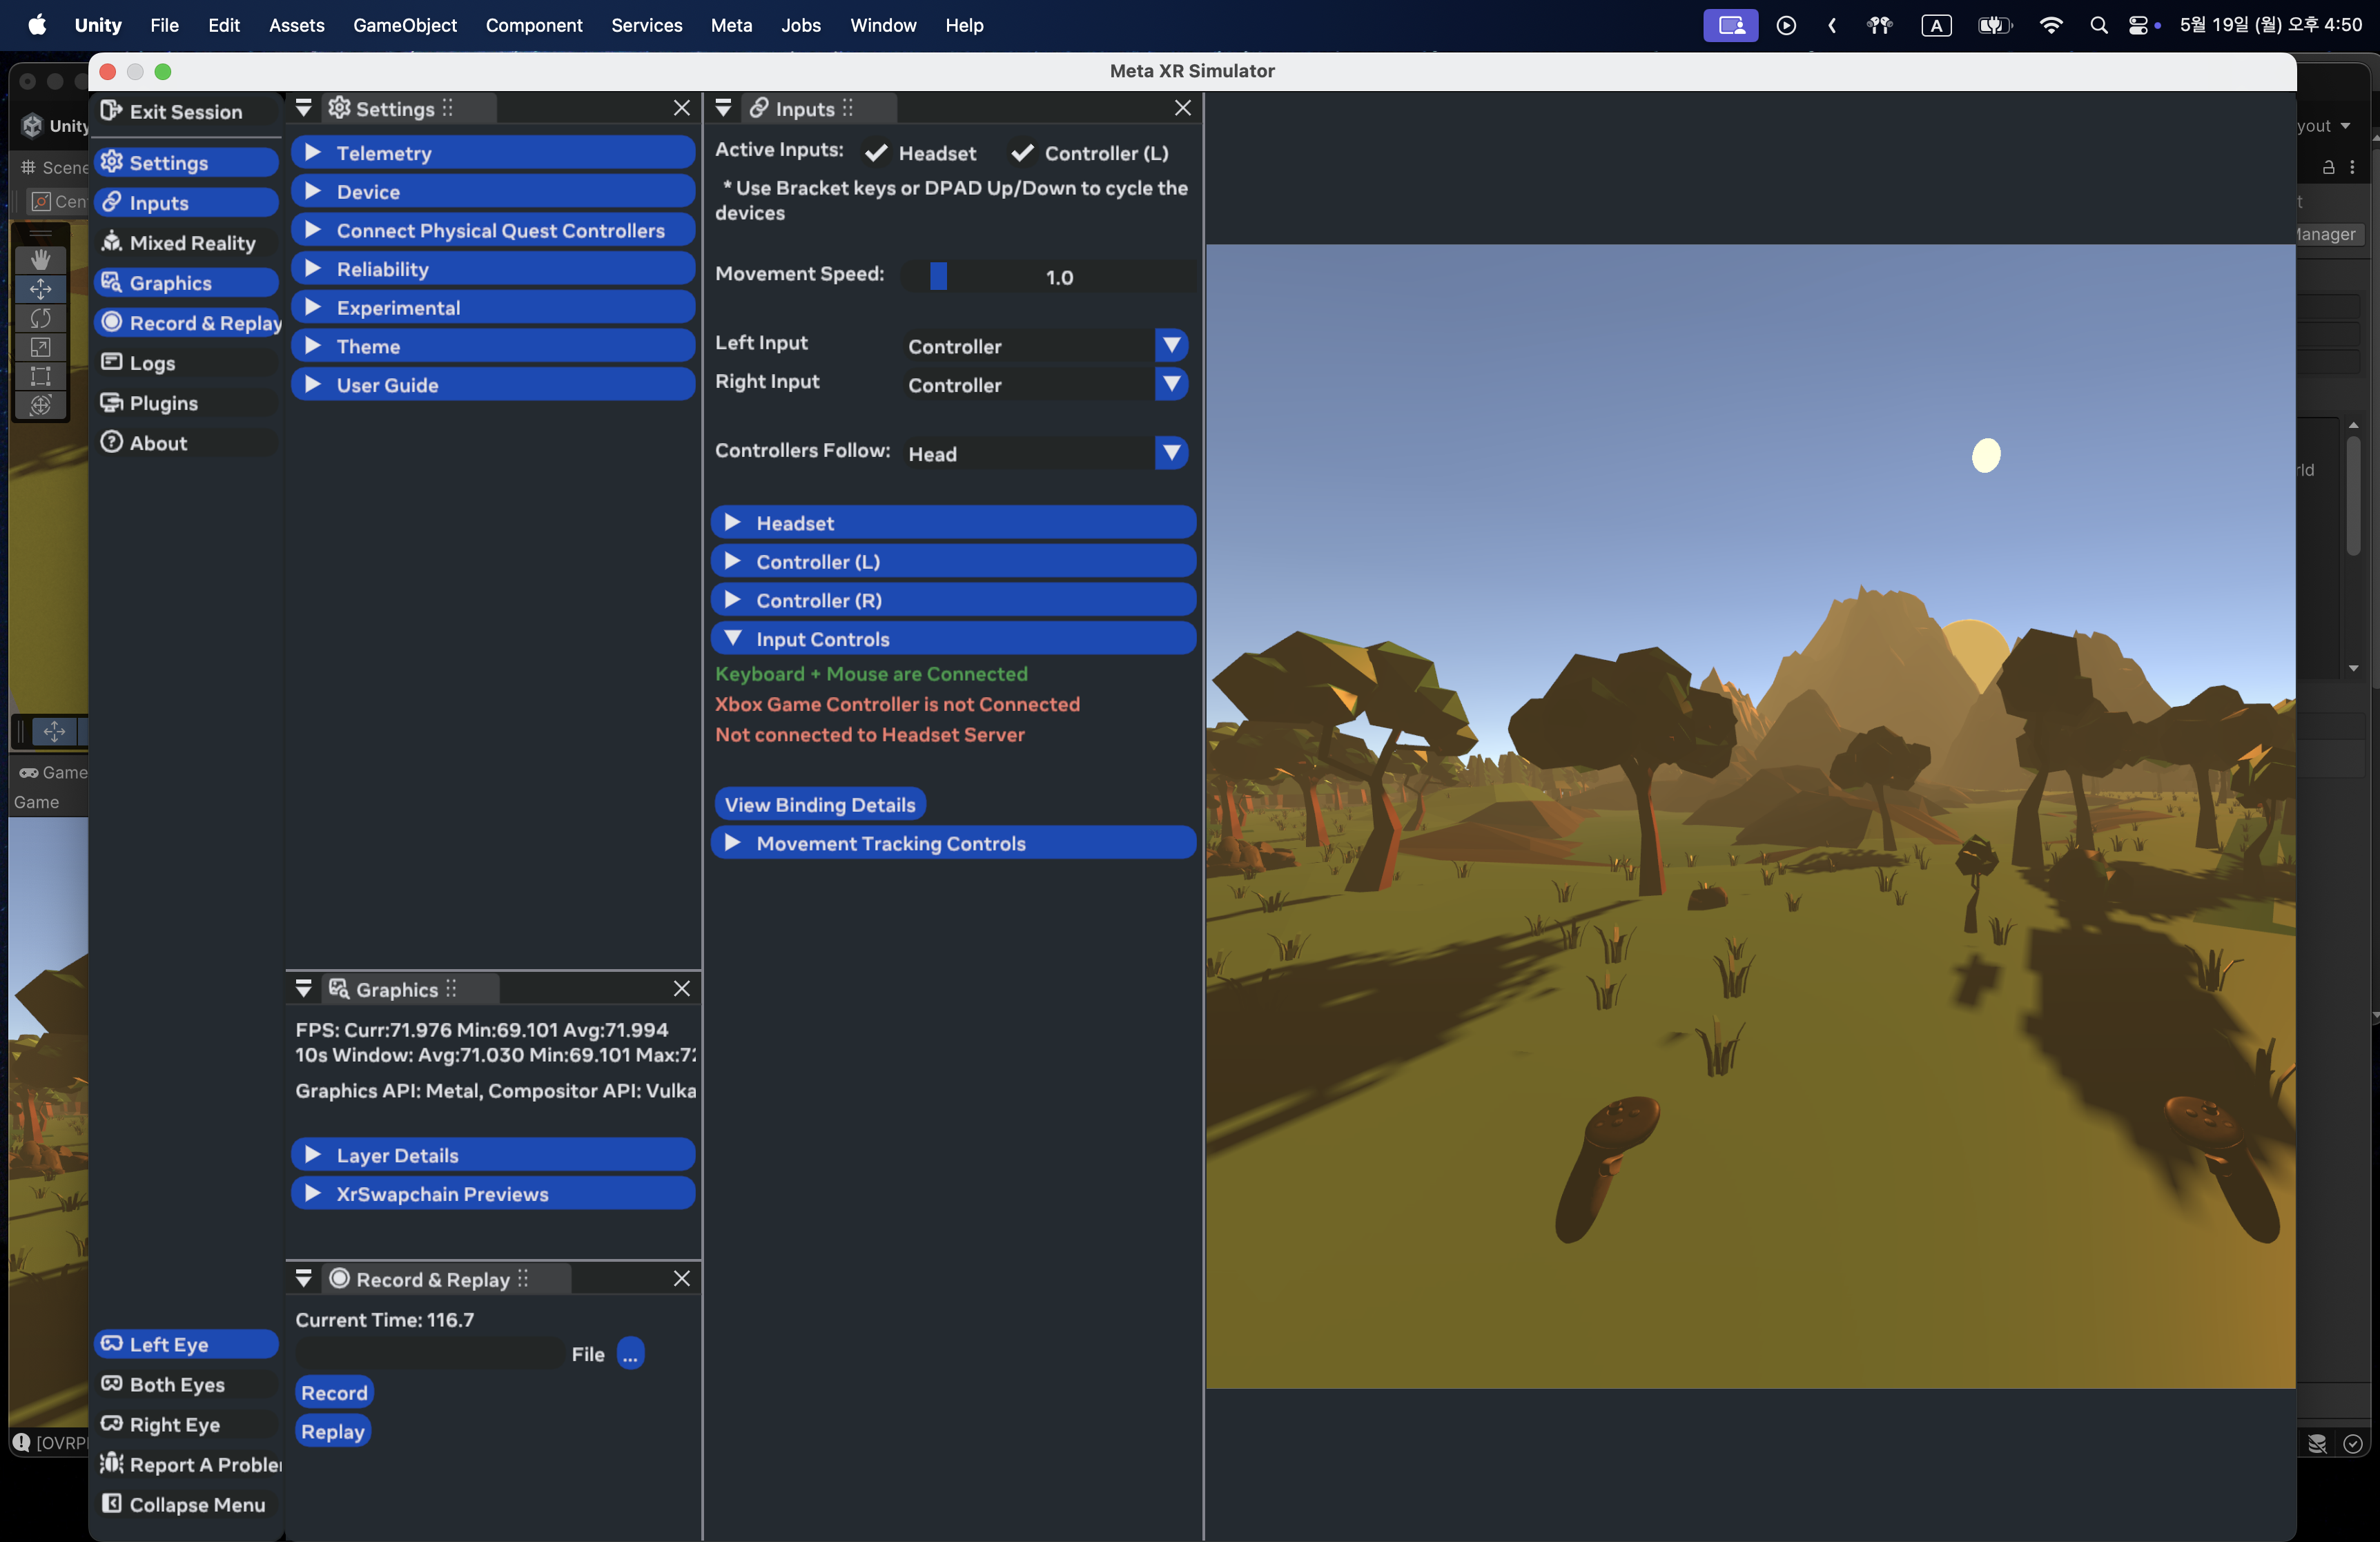 Unity File Edit Assets GameObject Component Services Meta Jobs Window Help
A
5월 19일 (월) 오후 4:50
Meta XR Simulator
Unity
Scene
Cen
Game
Game
[OVRP
Exit Session
Settings
Inputs
Mixed Reality
Graphics
Record & Replay
Logs
Plugins
About
Left Eye
Both Eyes
Right Eye
Report A Proble
Collapse Menu
Settings
Telemetry
Device
Connect Physical Quest Controllers
Reliability
Experimental
Theme
User Guide
Graphics
FPS: Curr:71.976 Min:69.101 Avg:71.994
10s Window: Avg:71.030 Min:69.101 Max:7
Graphics API: Metal, Compositor API: Vulka
Layer Details
XrSwapchain Previews
Record & Replay
Current Time: 116.7
File ...
Record
Replay
Inputs
Active Inputs: Headset Controller (L)
* Use Bracket keys or DPAD Up/Down to cycle the
devices
Movement Speed: 1.0
Left Input Controller
Right Input Controller
Controllers Follow: Head
Headset
Controller (L)
Controller (R)
Input Controls
Keyboard + Mouse are Connected
Xbox Game Controller is not Connected
Not connected to Headset Server
View Binding Details
Movement Tracking Controls
yout
t
Manager
rld